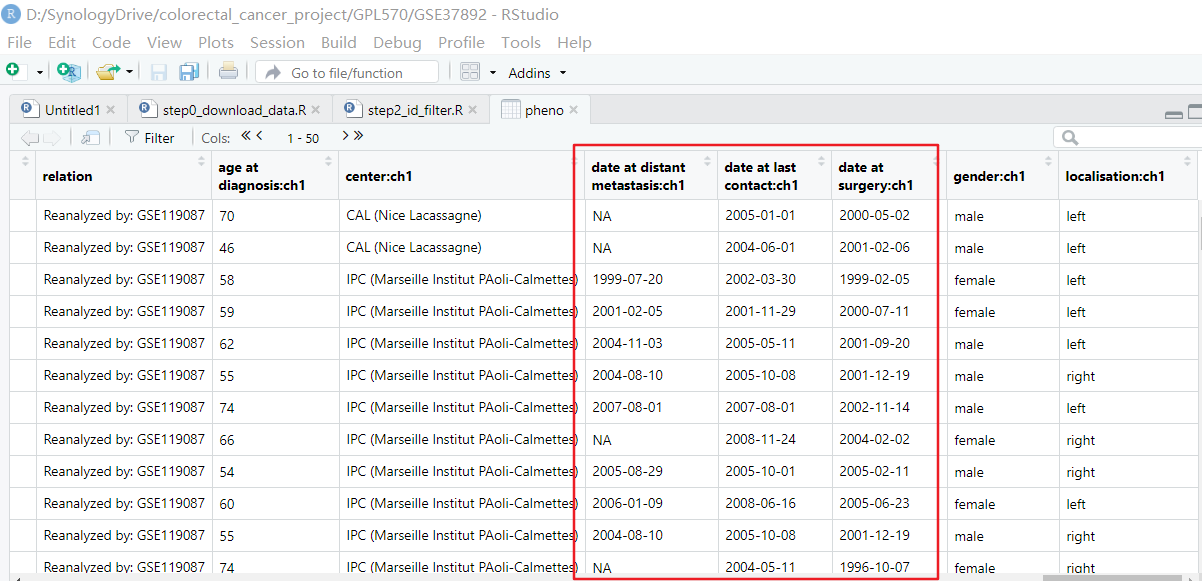 D:/SynologyDrive/colorectal_cancer_project/GPL570/GSE37892 - RStudio
File Edit Code View Plots Session Build Debug Profile Tools Help
Go to file/function Addins
Untitled1 step0_download_data.R step2_id_filter.R pheno
Filter Cols: 1 - 50
relation age at diagnosis:ch1 center:ch1 date at distant metastasis:ch1 date at last contact:ch1 date at surgery:ch1 gender:ch1 localisation:ch1
Reanalyzed by: GSE119087 70 CAL (Nice Lacassagne) NA 2005-01-01 2000-05-02 male left
Reanalyzed by: GSE119087 46 CAL (Nice Lacassagne) NA 2004-06-01 2001-02-06 male left
Reanalyzed by: GSE119087 58 IPC (Marseille Institut PAoli-Calmettes) 1999-07-20 2002-03-30 1999-02-05 female left
Reanalyzed by: GSE119087 59 IPC (Marseille Institut PAoli-Calmettes) 2001-02-05 2001-11-29 2000-07-11 female left
Reanalyzed by: GSE119087 62 IPC (Marseille Institut PAoli-Calmettes) 2004-11-03 2005-05-11 2001-09-20 male left
Reanalyzed by: GSE119087 55 IPC (Marseille Institut PAoli-Calmettes) 2004-08-10 2005-10-08 2001-12-19 male right
Reanalyzed by: GSE119087 74 IPC (Marseille Institut PAoli-Calmettes) 2007-08-01 2007-08-01 2002-11-14 male left
Reanalyzed by: GSE119087 66 IPC (Marseille Institut PAoli-Calmettes) NA 2008-11-24 2004-02-02 female right
Reanalyzed by: GSE119087 54 IPC (Marseille Institut PAoli-Calmettes) 2005-08-29 2005-10-01 2005-02-11 male right
Reanalyzed by: GSE119087 60 IPC (Marseille Institut PAoli-Calmettes) 2006-01-09 2008-06-16 2005-06-23 female left
Reanalyzed by: GSE119087 55 IPC (Marseille Institut PAoli-Calmettes) 2004-08-10 2005-10-08 2001-12-19 male right
Reanalyzed by: GSE119087 74 IPC (Marseille Institut PAoli-Calmettes) NA 2004-05-11 1996-10-07 female right